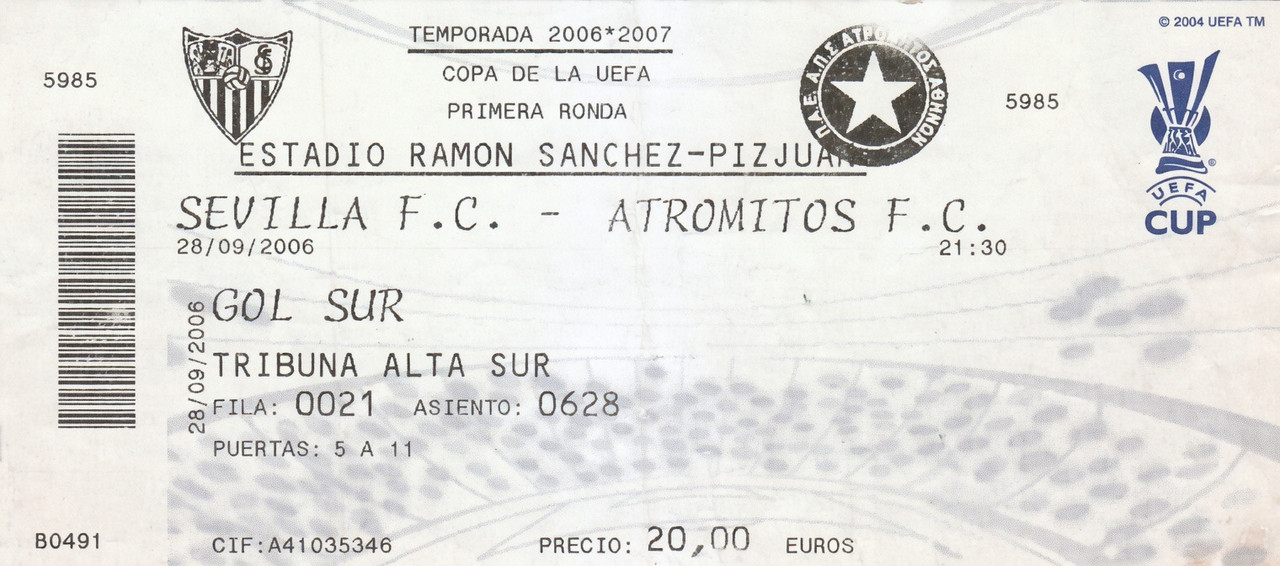 © 2004 UEFA TM
TEMPORADA 2006*2007
COPA DE LA UEFA
PRIMERA RONDA
5985
5985
Π.Α.Ε. Α.Π.Σ ΑΤΡΟΜΗΤΟΣ ΑΘΗΝΩΝ
ESTADIO RAMON SANCHEZ-PIZJUAN
UEFA
CUP
SEVILLA F.C. - ATROMITOS F.C.
28/09/2006 21:30
28/09/2006
GOL SUR
TRIBUNA ALTA SUR
FILA: 0021 ASIENTO: 0628
PUERTAS: 5 A 11
B0491
CIF:A41035346
PRECIO: 20,00 EUROS